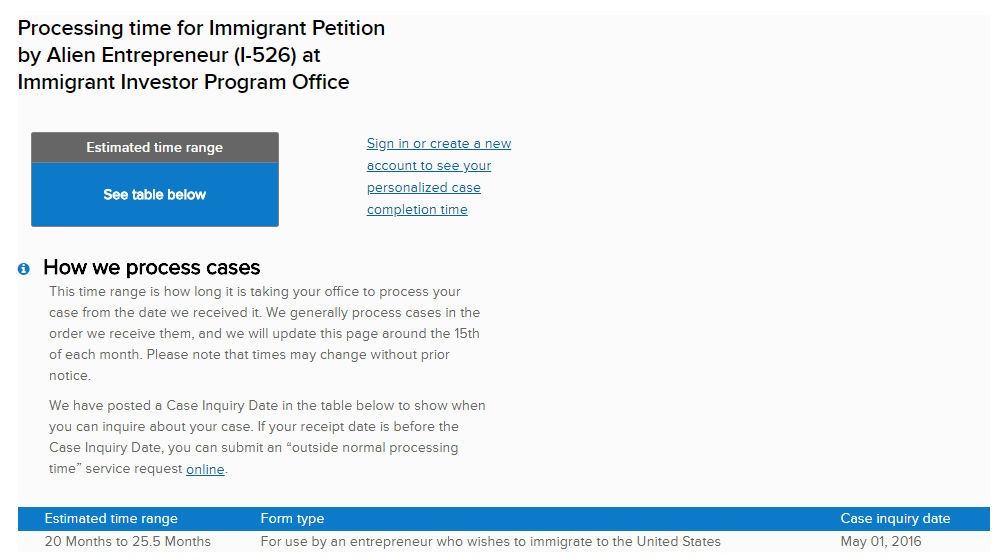 Processing time for Immigrant Petition
by Alien Entrepreneur (I-526) at
Immigrant Investor Program Office
Estimated time range
See table below
Sign in or create a new
account to see your
personalized case
completion time
How we process cases
This time range is how long it is taking your office to process your
case from the date we received it. We generally process cases in the
order we receive them, and we will update this page around the 15th
of each month. Please note that times may change without prior
notice.
We have posted a Case Inquiry Date in the table below to show when
you can inquire about your case. If your receipt date is before the
Case Inquiry Date, you can submit an “outside normal processing
time” service request online.
Estimated time range Form type Case inquiry date
20 Months to 25.5 Months For use by an entrepreneur who wishes to immigrate to the United States May 01, 2016